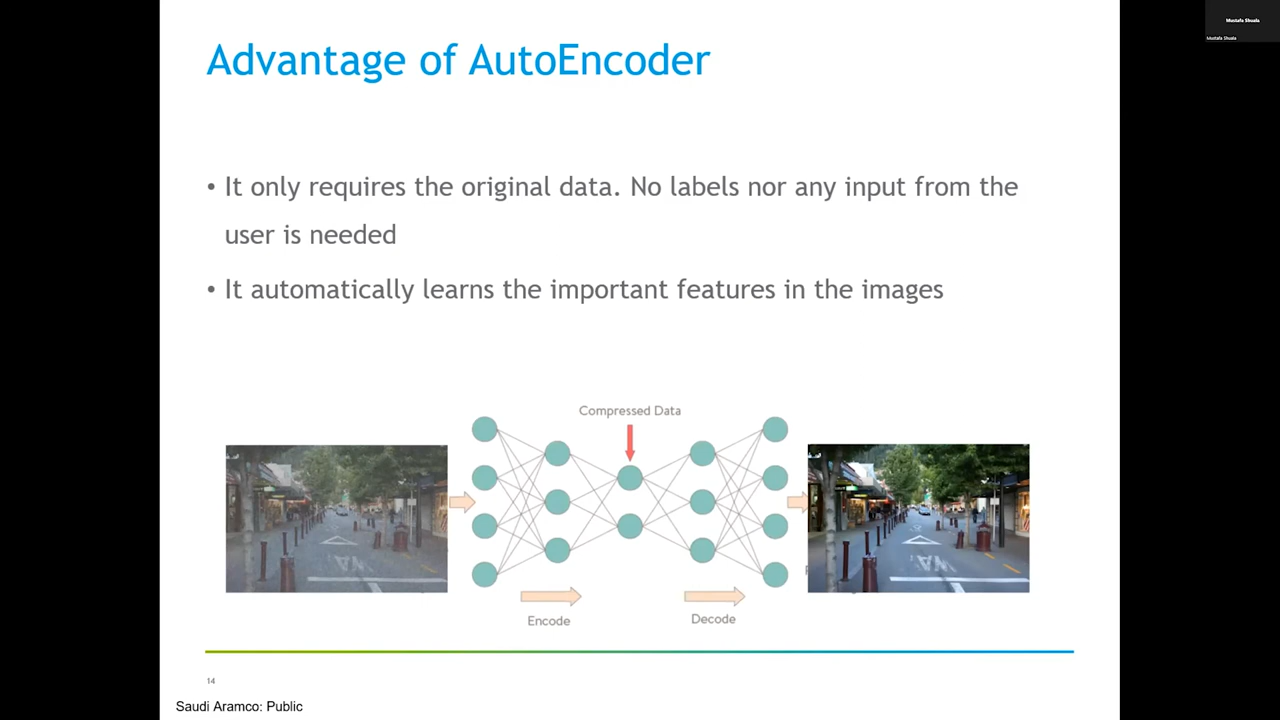 Mustafa Shuala
Mustafa Shuala
Advantage of AutoEncoder
• It only requires the original data. No labels nor any input from the
user is needed
• It automatically learns the important features in the images
Compressed Data
Encode
Decode
14
Saudi Aramco: Public